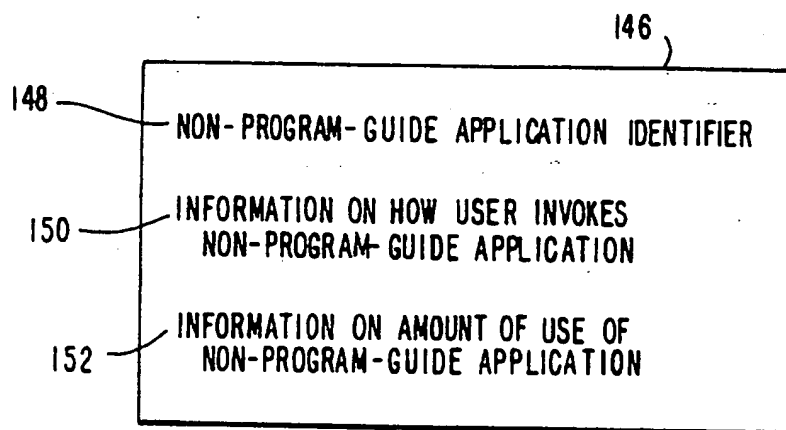 146
148
NON-PROGRAM-GUIDE APPLICATION IDENTIFIER
150
INFORMATION ON HOW USER INVOKES
NON-PROGRAM-GUIDE APPLICATION
152
INFORMATION ON AMOUNT OF USE OF
NON-PROGRAM-GUIDE APPLICATION